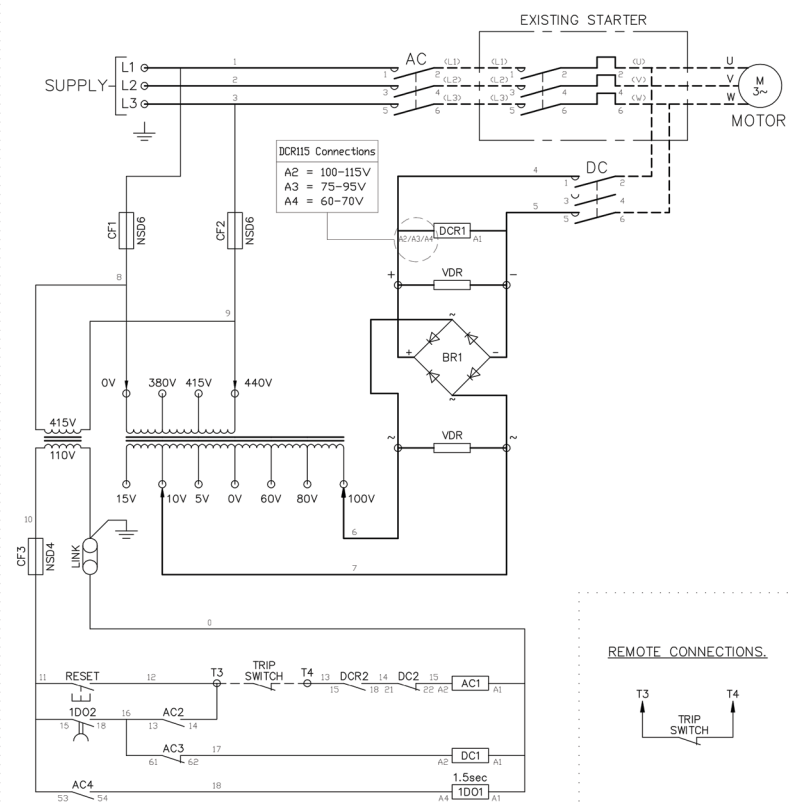 EXISTING STARTER
SUPPLY
L1
L2
L3
1
2
3
AC
1
2
3
4
5
6
(L1)
(L2)
(L3)
(L1)
(L2)
(L3)
1
2
3
4
5
6
(U)
(V)
(W)
U
V
W
M
3~
MOTOR
DCR115 Connections
A2 = 100-115V
A3 = 75-95V
A4 = 60-70V
DC
4
5
1
2
3
4
5
6
CF1
NSD6
CF2
NSD6
A2/A3/A4
DCR1
A1
+
VDR
-
8
9
~
+
BR1
-
~
0V
380V
415V
440V
415V
110V
~
VDR
~
15V
10V
5V
0V
60V
80V
100V
10
6
7
CF3
NSD4
LINK
0
11
RESET
12
T3
TRIP
SWITCH
T4
13
DCR2
15
18
14
DC2
21
22
15
A2
AC1
A1
1DO2
15
18
16
AC2
13
14
AC3
61
62
17
A2
DC1
A1
AC4
53
54
18
1.5sec
A4
1DO1
A1
REMOTE CONNECTIONS.
T3
T4
TRIP
SWITCH